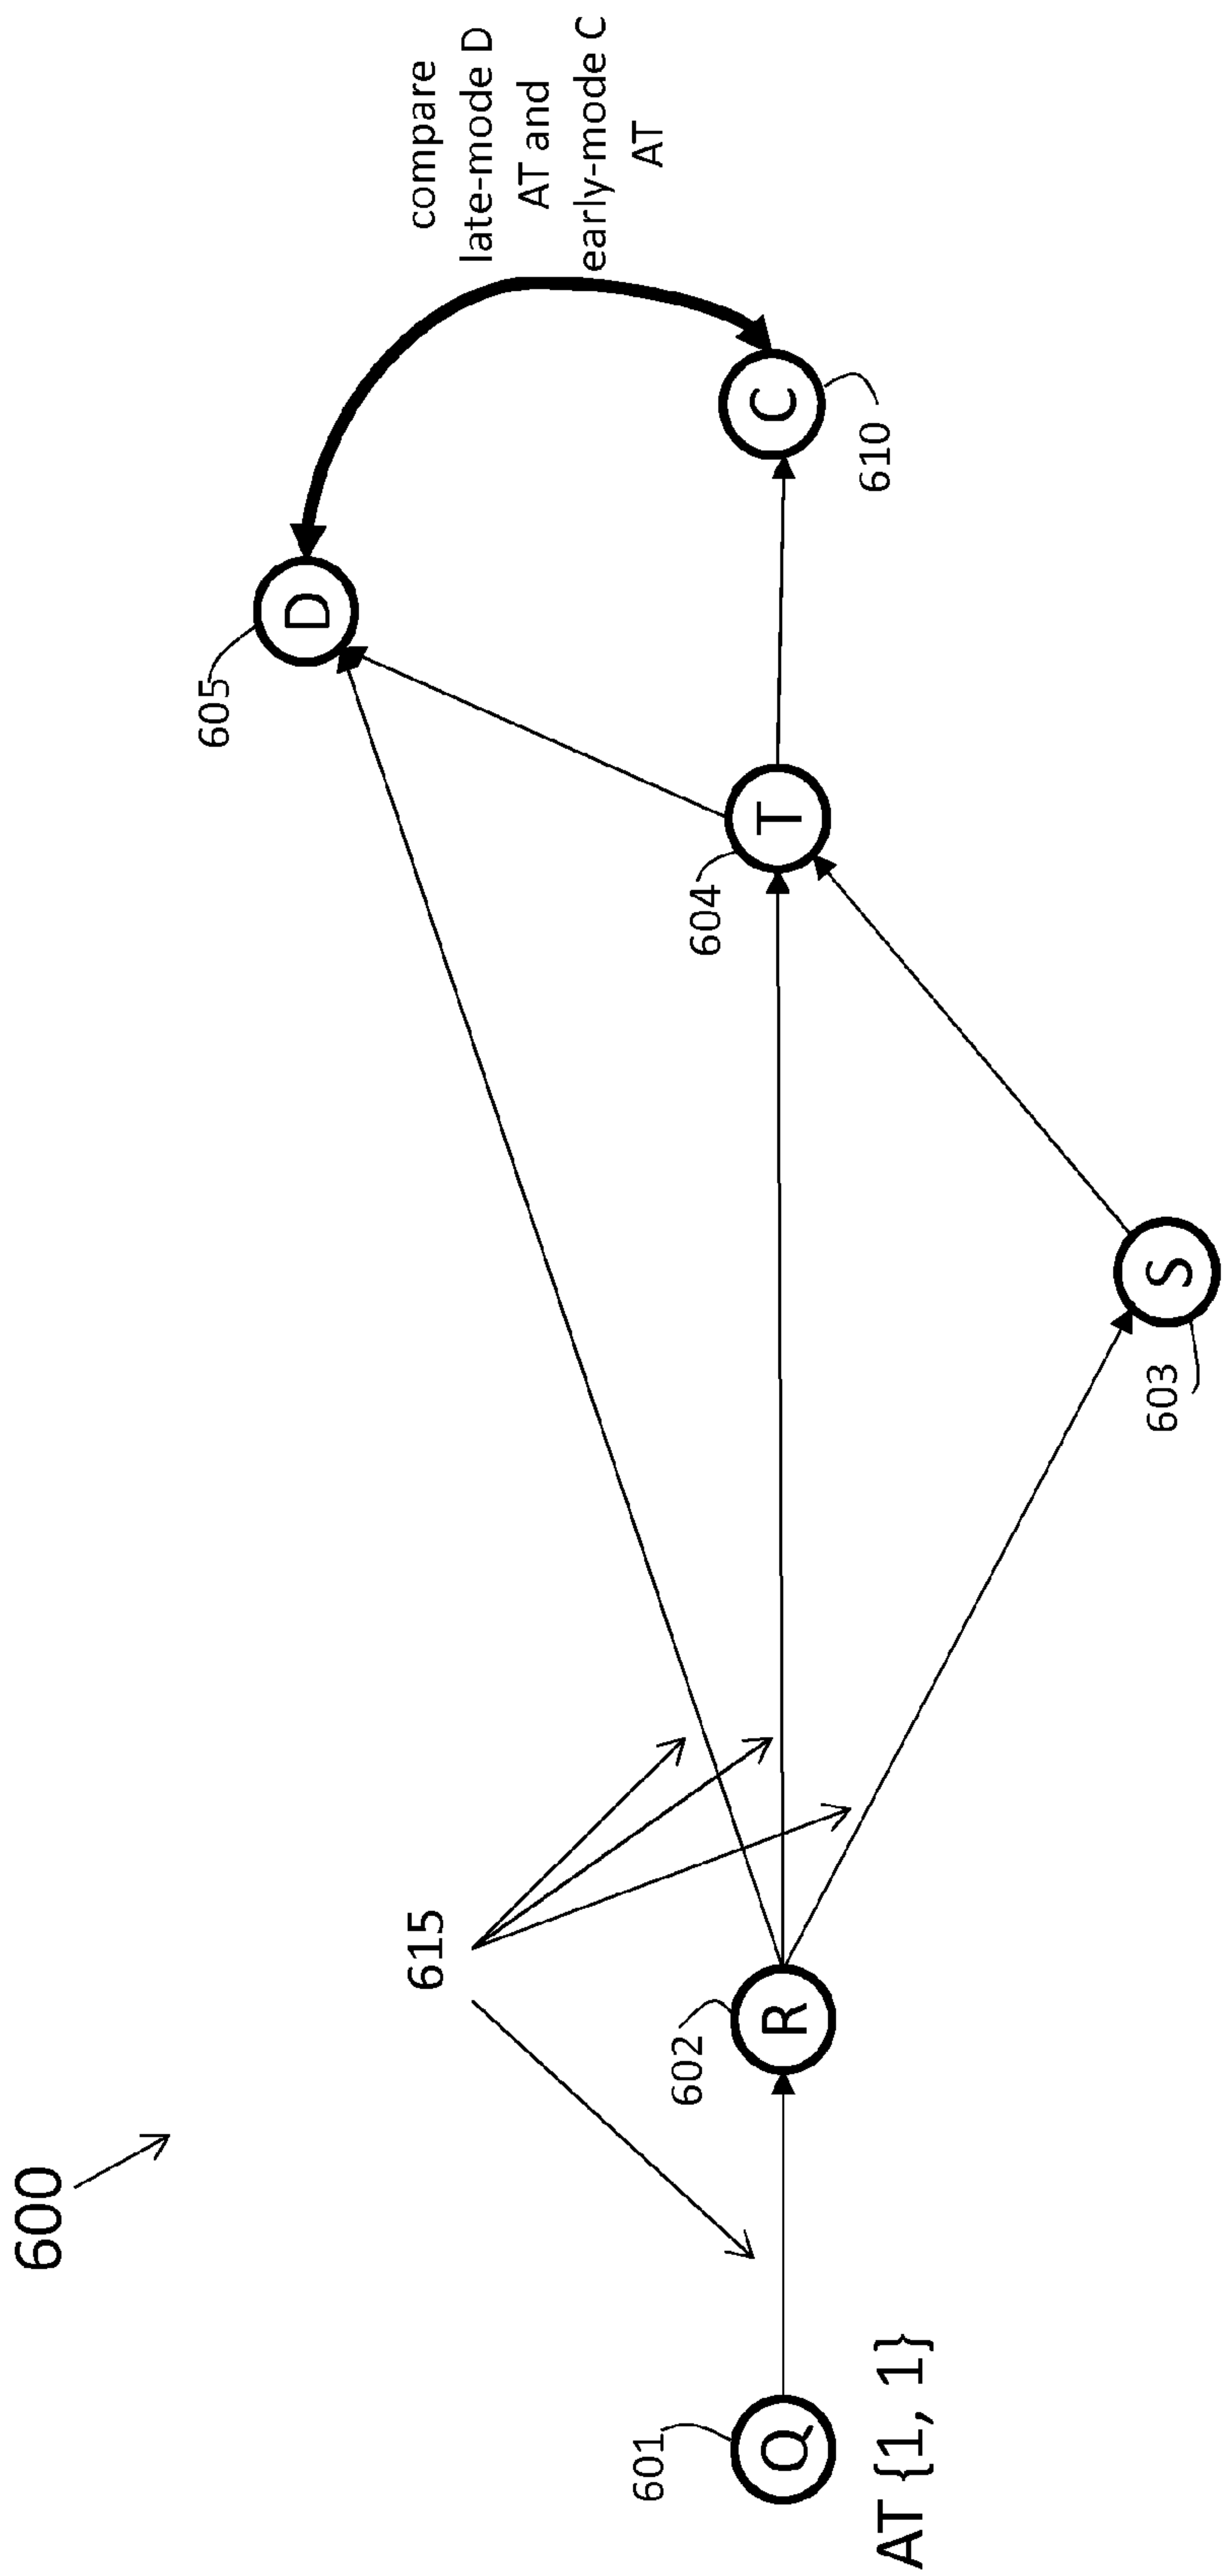 600
615
compare
late-mode D
AT and
early-mode C
AT
605
D
604
T
C
610
602
R
601
Q
AT {1, 1}
603
S